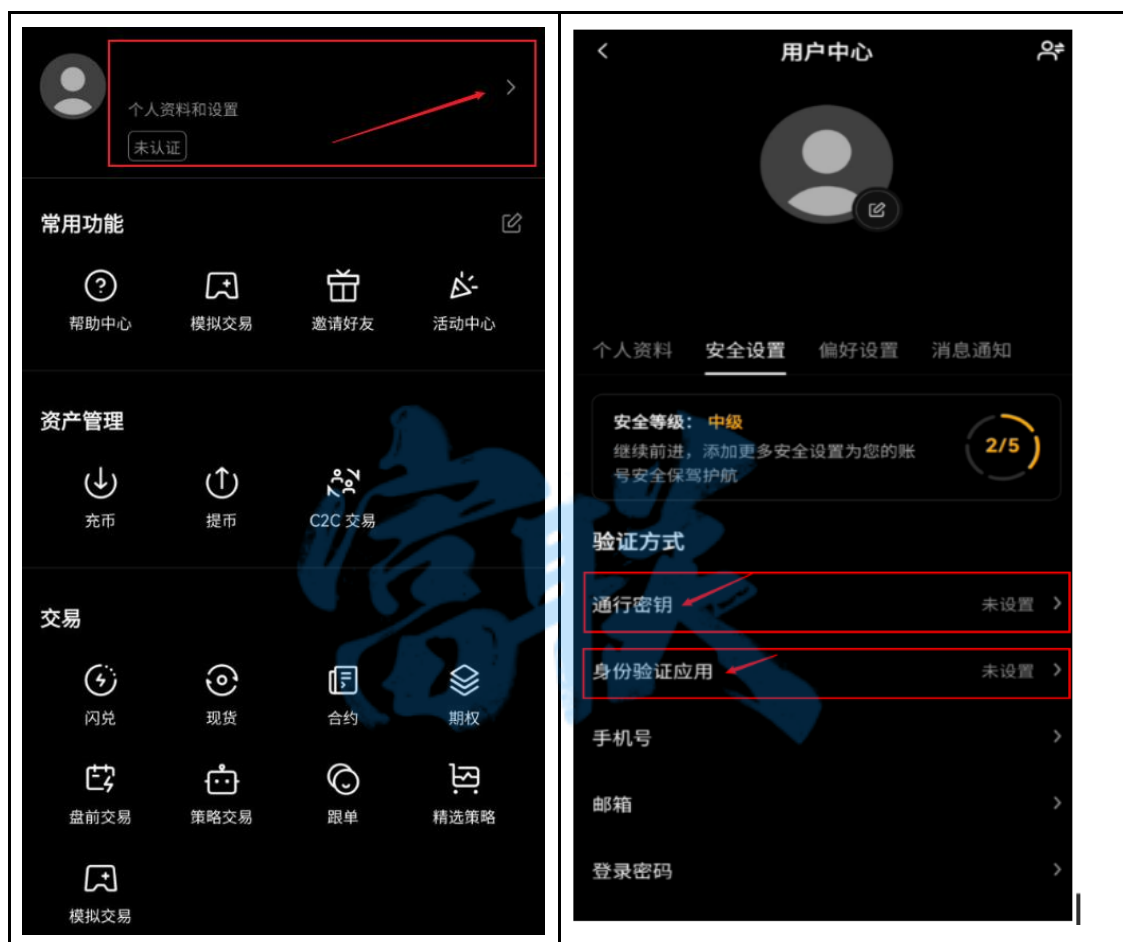 个人资料和设置
未认证
常用功能
帮助中心
模拟交易
邀请好友
活动中心
资产管理
充币
提币
C2C 交易
交易
闪兑
现货
合约
期权
盘前交易
策略交易
跟单
精选策略
模拟交易
用户中心
个人资料
安全设置
偏好设置
消息通知
安全等级: 中级
继续前进,添加更多安全设置为您的账
号安全保驾护航
2/5
验证方式
通行密钥
未设置
身份验证应用
未设置
手机号
邮箱
登录密码
富联